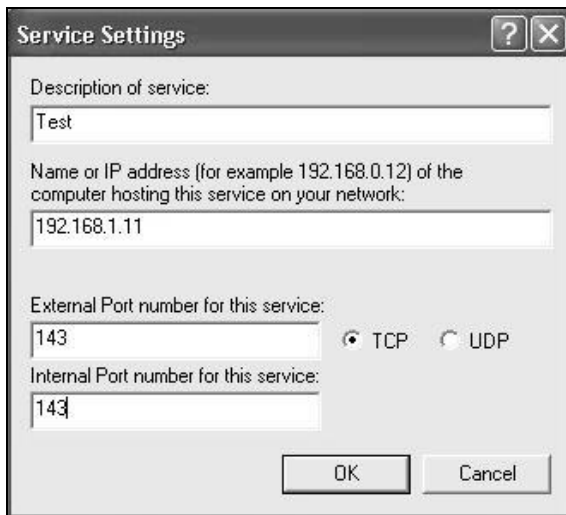 Service Settings
Description of service:
Test
Name or IP address (for example 192.168.0.12) of the
computer hosting this service on your network:
192.168.1.11
External Port number for this service:
143 TCP UDP
Internal Port number for this service:
143
OK Cancel